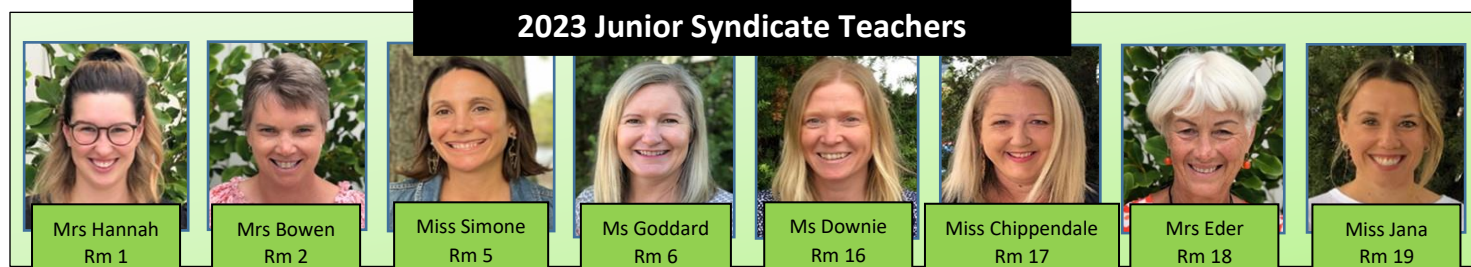 2023 Junior Syndicate Teachers
Mrs Hannah
Rm 1
Mrs Bowen
Rm 2
Miss Simone
Rm 5
Ms Goddard
Rm 6
Ms Downie
Rm 16
Miss Chippendale
Rm 17
Mrs Eder
Rm 18
Miss Jana
Rm 19